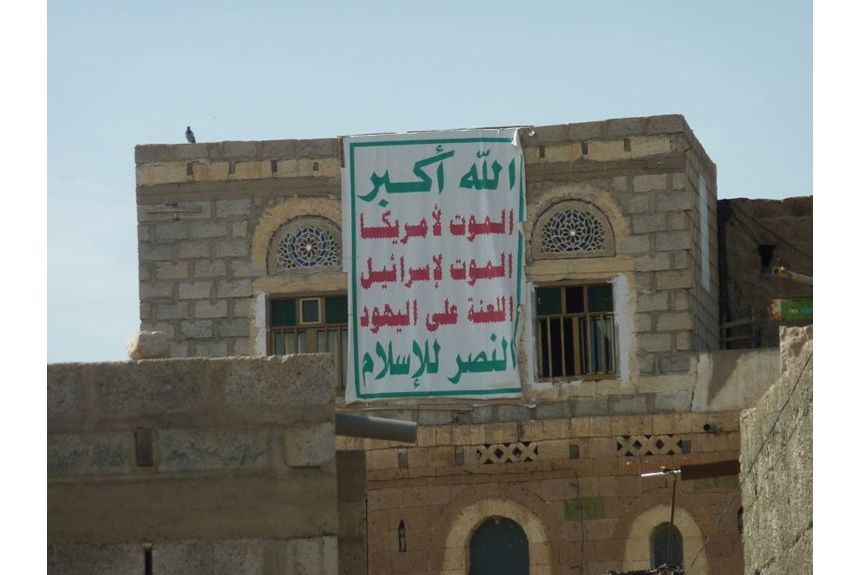 الله أكبر
الموت لأمريكا
الموت لإسرائيل
اللعنة على اليهود
النصر للإسلام